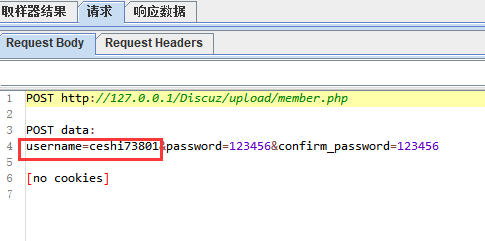 取样器结果 请求 响应数据
Request Body Request Headers
1 POST http://127.0.0.1/Discuz/upload/member.php
2
3 POST data:
4 username=ceshi73801&password=123456&confirm_password=123456
5
6 [no cookies]
7